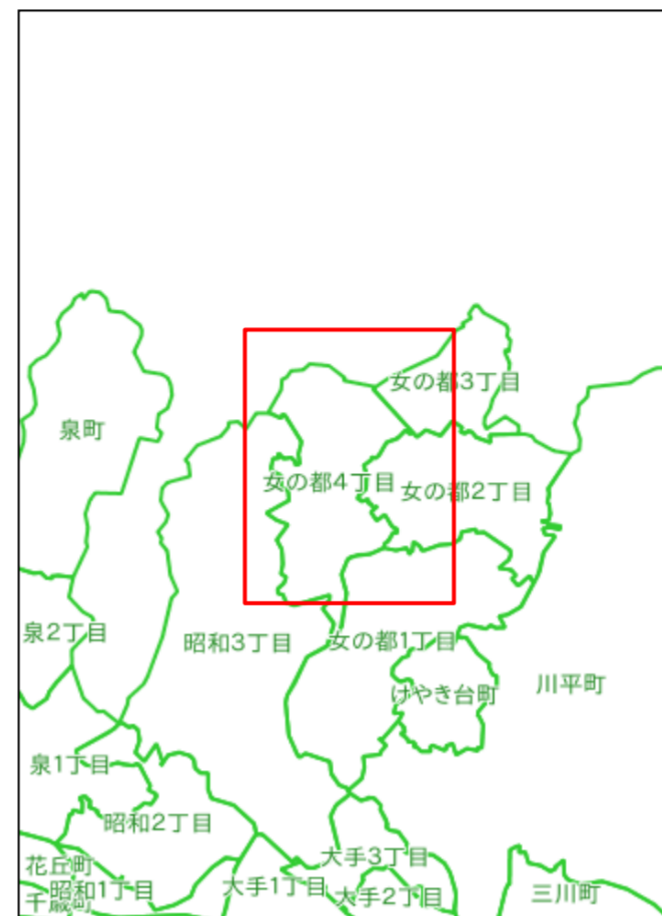 女の都3丁目
泉町
女の都4丁目
女の都2丁目
泉2丁目
昭和3丁目
女の都1丁目
川平町
けやき台町
泉1丁目
昭和2丁目
大手3丁目
花丘町
昭和1丁目
大手1丁目
大手2丁目
三川町
千歳町